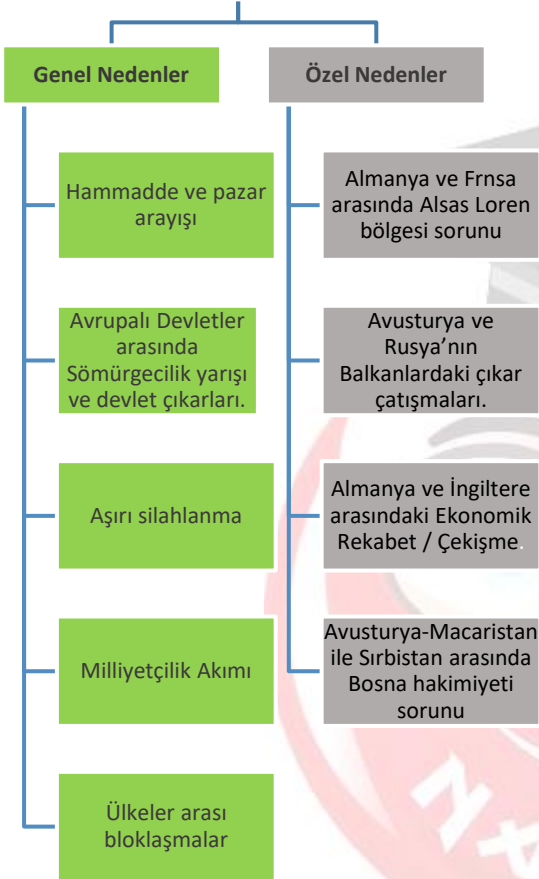 Genel Nedenler
Hammadde ve pazar
arayışı
Avrupalı Devletler
arasında
Sömürgecilik yarışı
ve devlet çıkarları.
Aşırı silahlanma
Milliyetçilik Akımı
Ülkeler arası
bloklaşmalar
Özel Nedenler
Almanya ve Frnsa
arasında Alsas Loren
bölgesi sorunu
Avusturya ve
Rusya’nın
Balkanlardaki çıkar
çatışmaları.
Almanya ve İngiltere
arasındaki Ekonomik
Rekabet / Çekişme.
Avusturya-Macaristan
ile Sırbistan arasında
Bosna hakimiyeti
sorunu